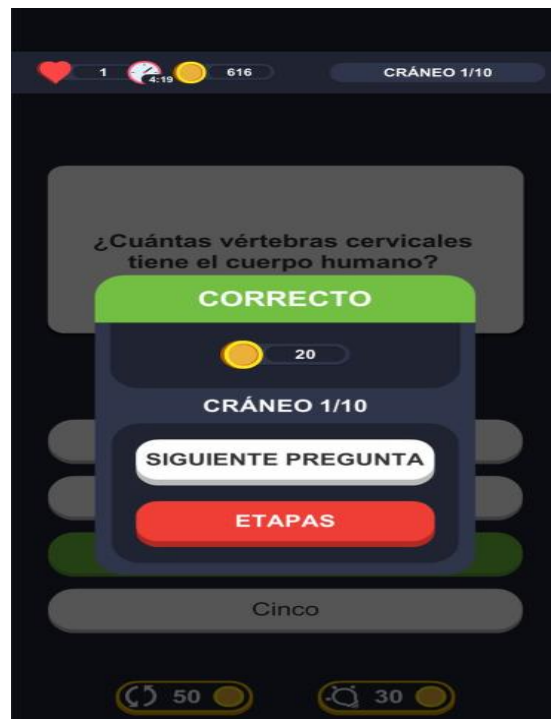 1
4:19
616
CRÁNEO 1/10
¿Cuántas vértebras cervicales
tiene el cuerpo humano?
CORRECTO
20
CRÁNEO 1/10
SIGUIENTE PREGUNTA
ETAPAS
Cinco
50
30